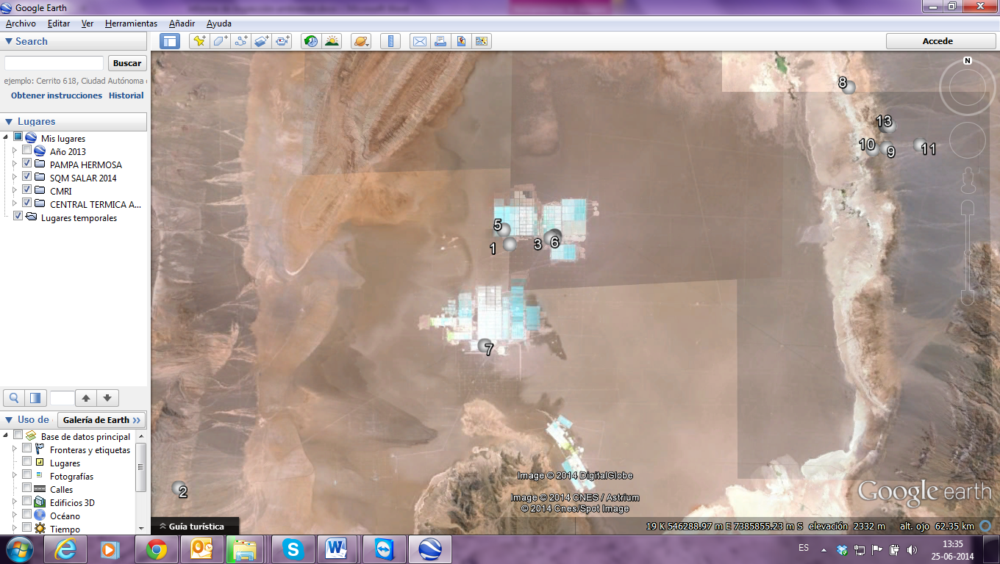 Google Earth
Archivo Editar Ver Herramientas Añadir Ayuda
Search
Buscar
ejemplo: Cerrito 618, Ciudad Autónoma
Obtener instrucciones Historial
Lugares
Mis lugares
Año 2013
PAMPA HERMOSA
SQM SALAR 2014
CMRI
CENTRAL TERMICA A...
Lugares temporales
Uso de
Galería de Earth >>
Base de datos principal
Fronteras y etiquetas
Lugares
Fotografías
Calles
Edificios 3D
Océano
Tiempo
Accede
N
8
13
10
9
11
5
1
3
6
7
2
Image © 2014 DigitalGlobe
Image © 2014 CNES / Astrium
© 2014 Cnes/Spot Image
Google earth
Guía turística
19 K 546288.97 m E 7385855.23 m S elevación 2332 m alt. ojo 62.35 km
ES
13:35
25-06-2014